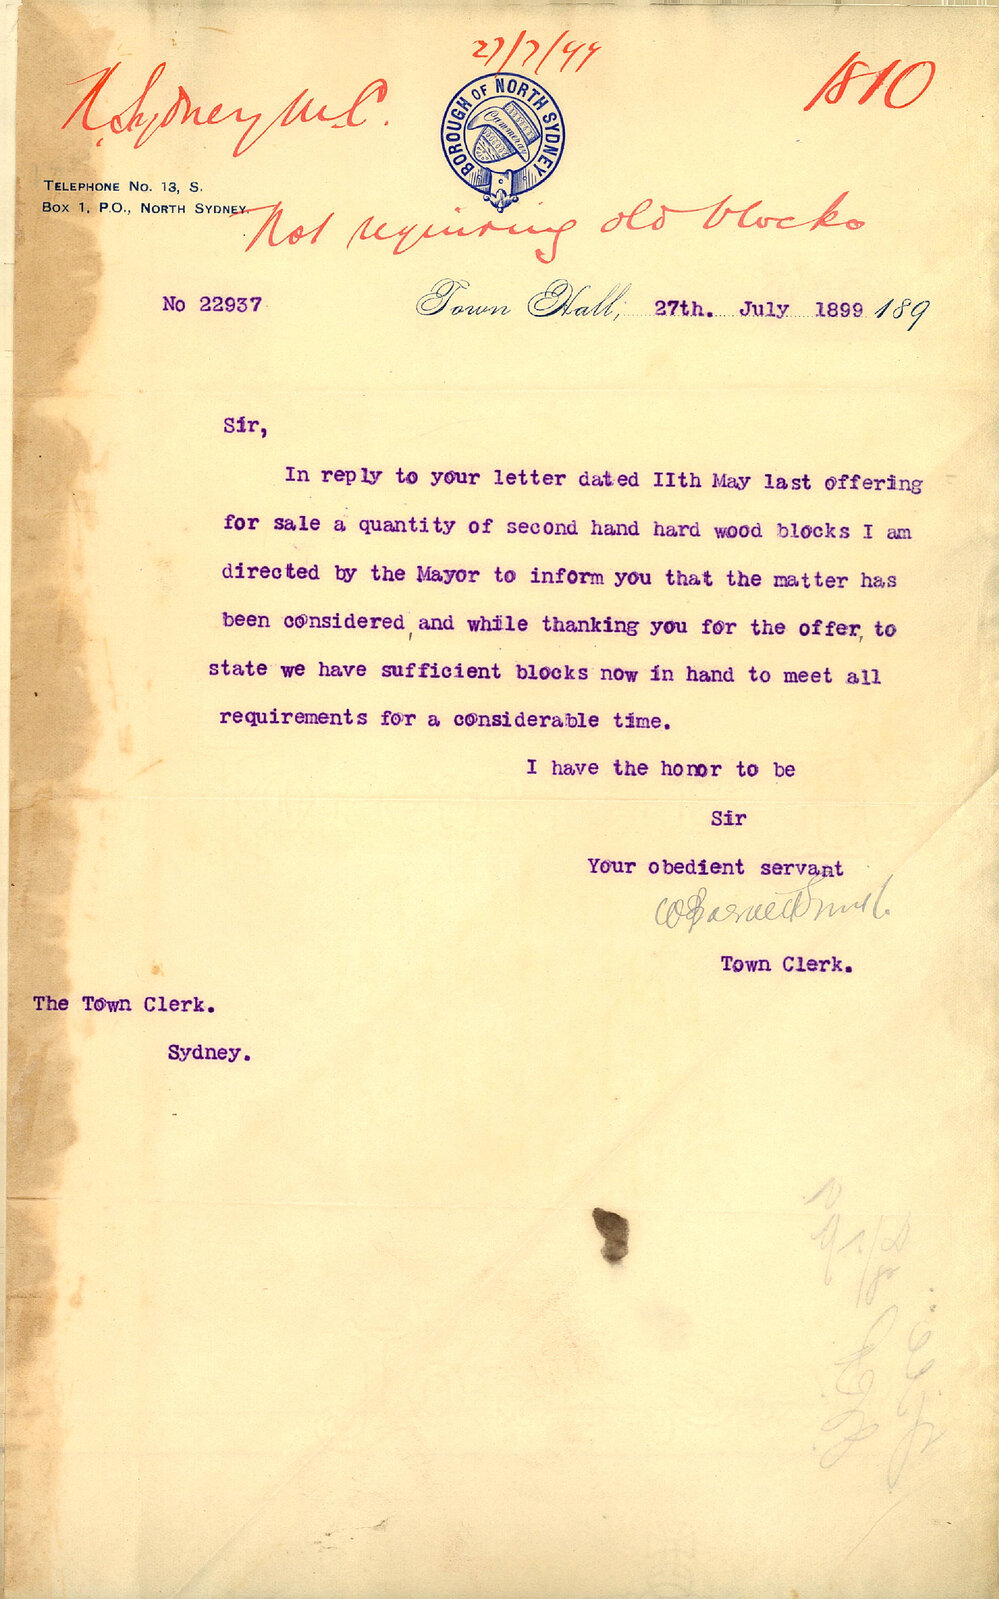 27/7/99
N. Sydney M.C.
1810
BOROUGH OF NORTH SYDNEY
Cammeray
TELEPHONE NO. 13, S.
BOX 1, P.O., NORTH SYDNEY.
Not requiring old blocks
No 22937
Town Hall, 27th. July 1899 189
Sir,
In reply to your letter dated IIth May last offering
for sale a quantity of second hand hard wood blocks I am
directed by the Mayor to inform you that the matter has
been considered, and while thanking you for the offer, to
state we have sufficient blocks now in hand to meet all
requirements for a considerable time.
I have the honor to be
Sir
Your obedient servant
W Barnett Smith
Town Clerk.
The Town Clerk.
Sydney.